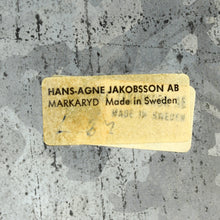 HANS-AGNE JAKOBSSON AB
MARKARYD Made in Sweden
MADE IN SWEDEN